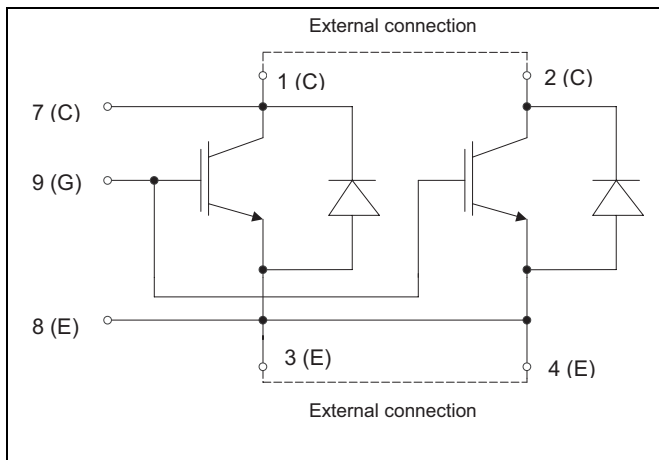 External connection
1 (C)
2 (C)
7 (C)
9 (G)
8 (E)
3 (E)
4 (E)
External connection